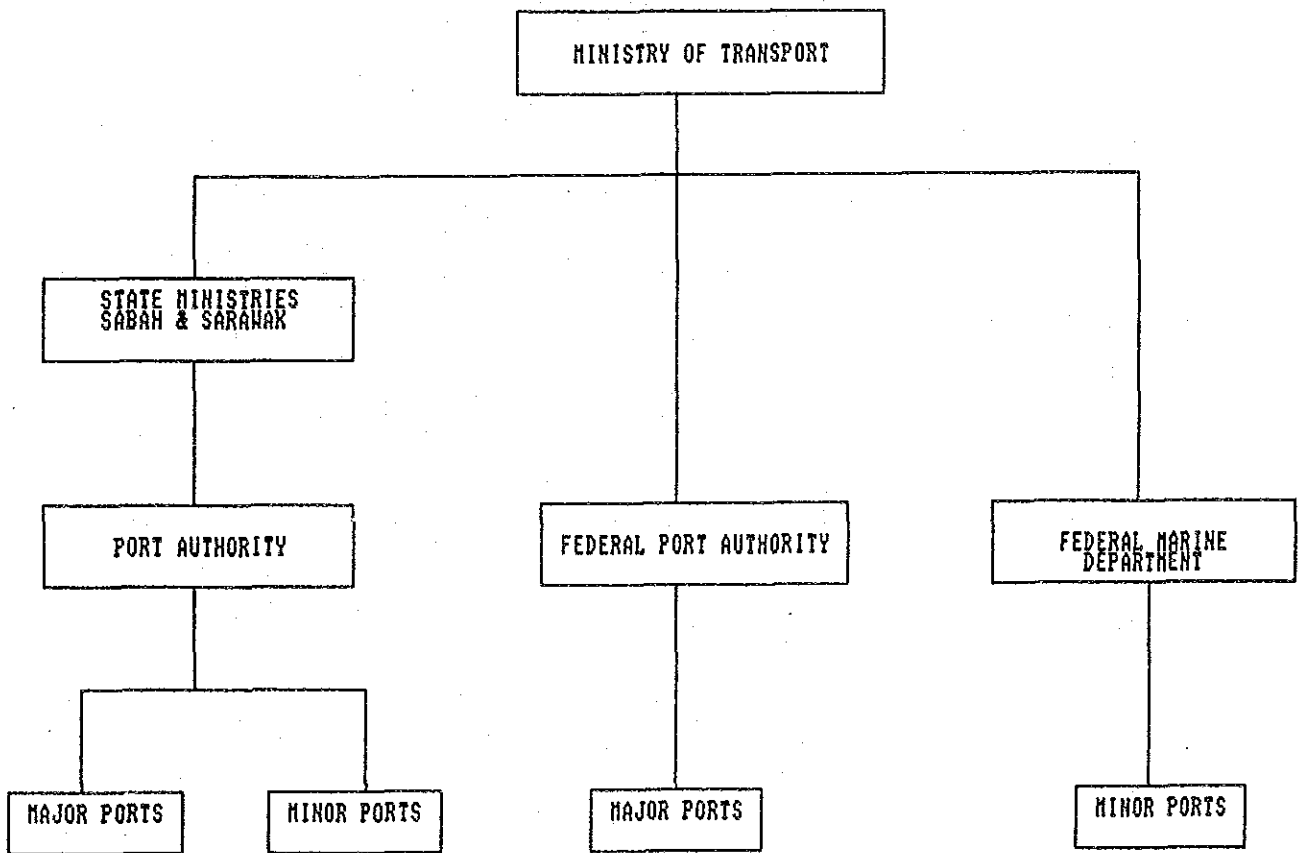 MINISTRY OF TRANSPORT
STATE MINISTRIES
SABAH & SARAWAK
PORT AUTHORITY
FEDERAL PORT AUTHORITY
FEDERAL MARINE
DEPARTMENT
MAJOR PORTS
MINOR PORTS
MAJOR PORTS
MINOR PORTS